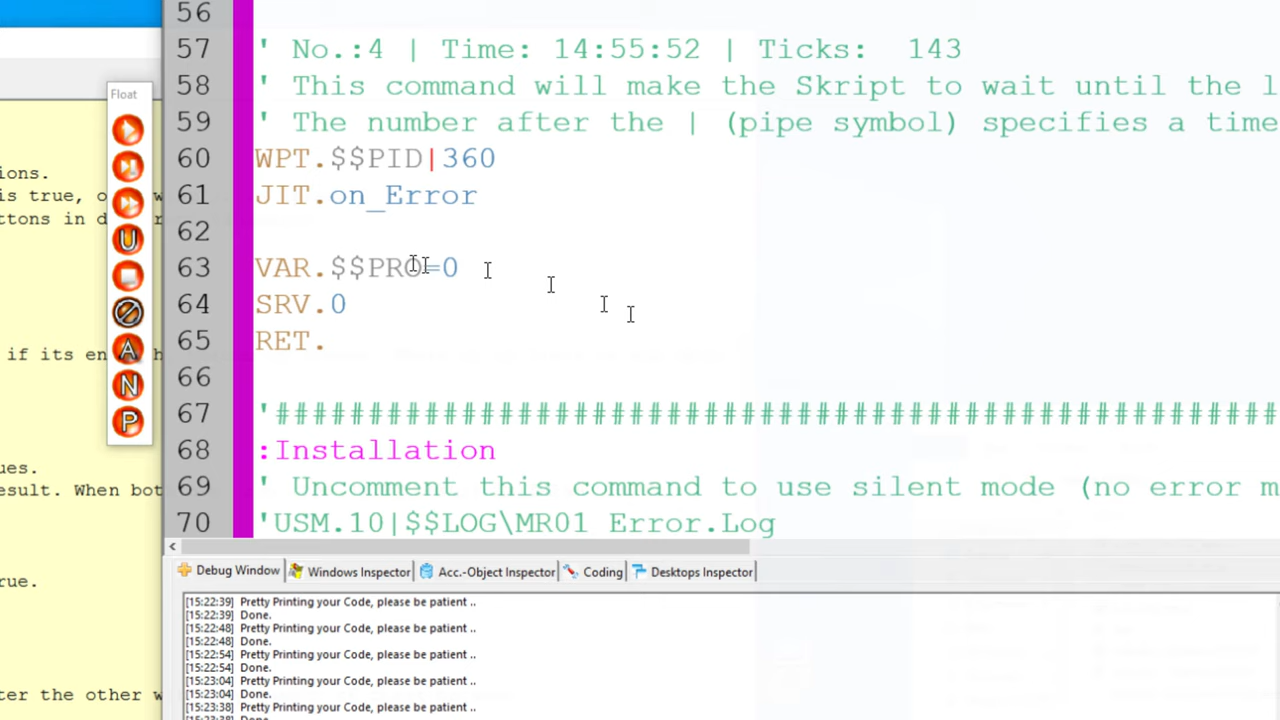 56
57 ' No.:4 | Time: 14:55:52 | Ticks: 143
58 ' This command will make the Skript to wait until the l
59 ' The number after the | (pipe symbol) specifies a time
60 WPT.$$PID|360
61 JIT.on_Error
62
63 VAR.$$PRO=0
64 SRV.0
65 RET.
66
67 '######################################################
68 :Installation
69 ' Uncomment this command to use silent mode (no error m
70 'USM.10|$$LOG\MR01 Error.Log
Float
U
A
N
P
ions.
is true, o
ttons in d
if its en
ues.
esult. When bot
rue.
ter the other w
Debug Window Windows Inspector Acc.-Object Inspector Coding Desktops Inspector
[15:22:39] Pretty Printing your Code, please be patient ..
[15:22:39] Done.
[15:22:48] Pretty Printing your Code, please be patient ..
[15:22:48] Done.
[15:22:54] Pretty Printing your Code, please be patient ..
[15:22:54] Done.
[15:23:04] Pretty Printing your Code, please be patient ..
[15:23:04] Done.
[15:23:38] Pretty Printing your Code, please be patient ..
[15:23:38] Done.